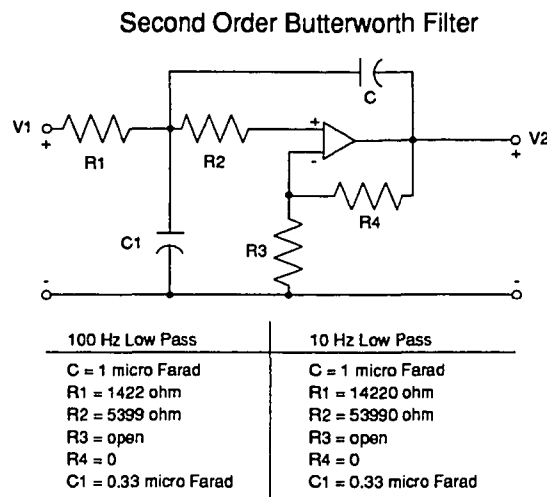 Second Order Butterworth Filter
C
V1
+
R1
R2
+
-
V2
+
R4
R3
C1
-
-
100 Hz Low Pass
C = 1 micro Farad
R1 = 1422 ohm
R2 = 5399 ohm
R3 = open
R4 = 0
C1 = 0.33 micro Farad
10 Hz Low Pass
C = 1 micro Farad
R1 = 14220 ohm
R2 = 53990 ohm
R3 = open
R4 = 0
C1 = 0.33 micro Farad